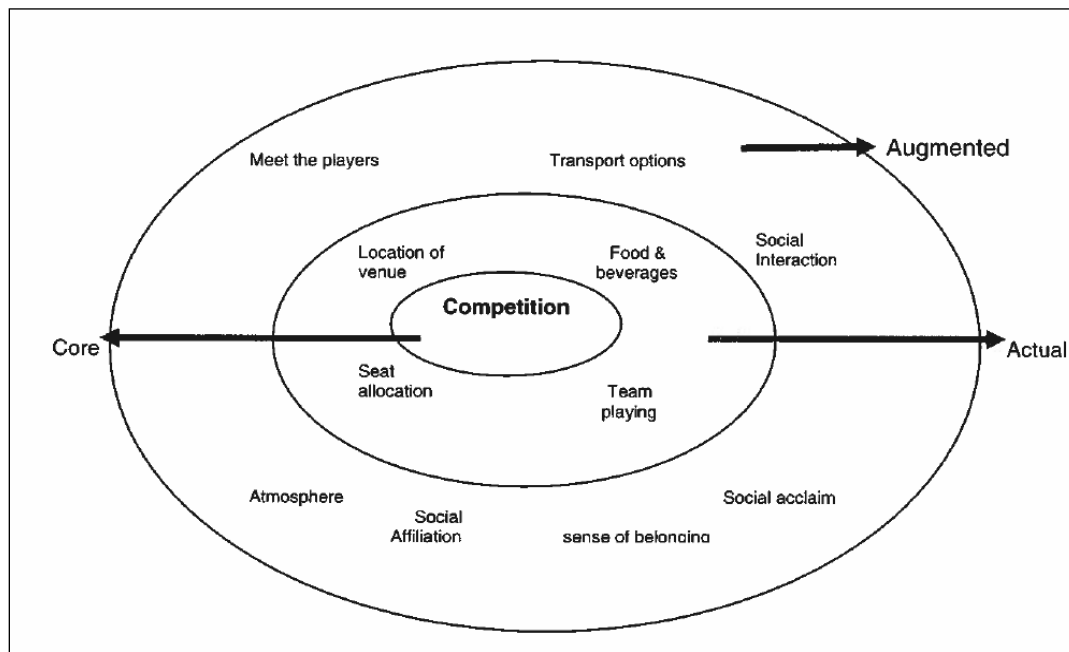 Meet the players
Transport options
Augmented
Location of
venue
Food &
beverages
Social
Interaction
Competition
Core
Actual
Seat
allocation
Team
playing
Atmosphere
Social
Affiliation
sense of belonging
Social acclaim